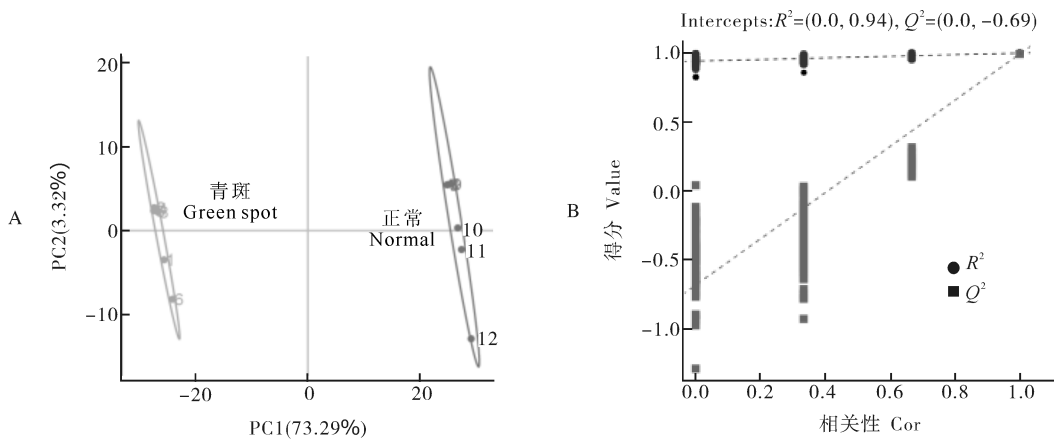 Intercepts:R²=(0.0, 0.94), Q²=(0.0, -0.69)
A
PC2(3.32%)
20
10
0
-10
青斑
Green spot
正常
Normal
6
10
11
12
-20
0
20
PC1(73.29%)
B
得分 Value
1.0
0.5
0.0
-0.5
-1.0
R²
Q²
0.0
0.2
0.4
0.6
0.8
1.0
相关性 Cor